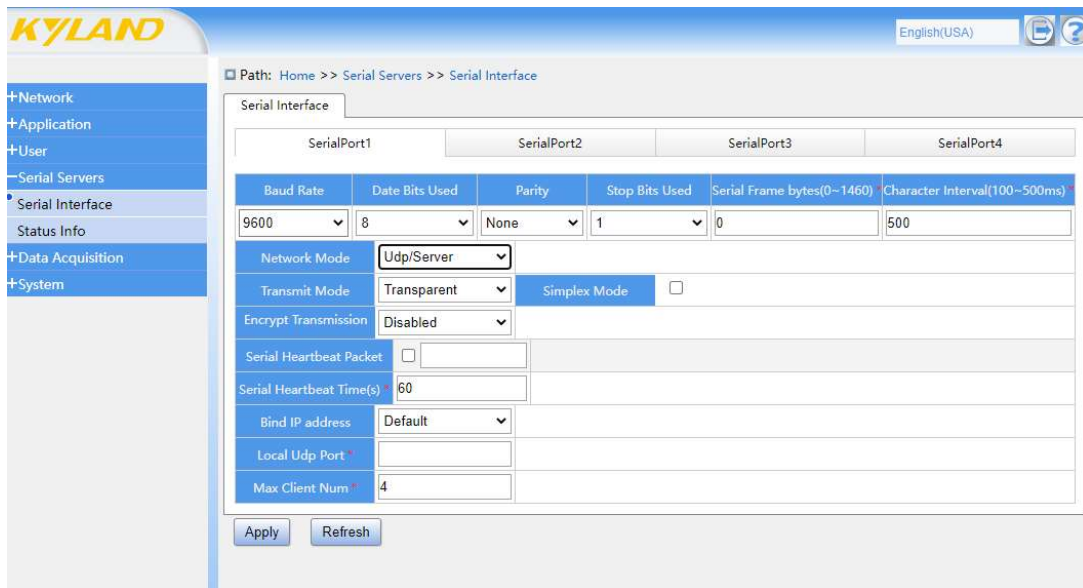 KYLAND
English(USA)
Path: Home >> Serial Servers >> Serial Interface
+Network
+Application
+User
−Serial Servers
Serial Interface
Status Info
+Data Acquisition
+System
Serial Interface
SerialPort1 SerialPort2 SerialPort3 SerialPort4
Baud Rate Date Bits Used Parity Stop Bits Used Serial Frame bytes(0~1460) * Character Interval(100~500ms) *
9600 8 None 1 0 500
Network Mode Udp/Server
Transmit Mode Transparent Simplex Mode
Encrypt Transmission Disabled
Serial Heartbeat Packet
Serial Heartbeat Time(s) * 60
Bind IP address Default
Local Udp Port *
Max Client Num * 4
Apply Refresh